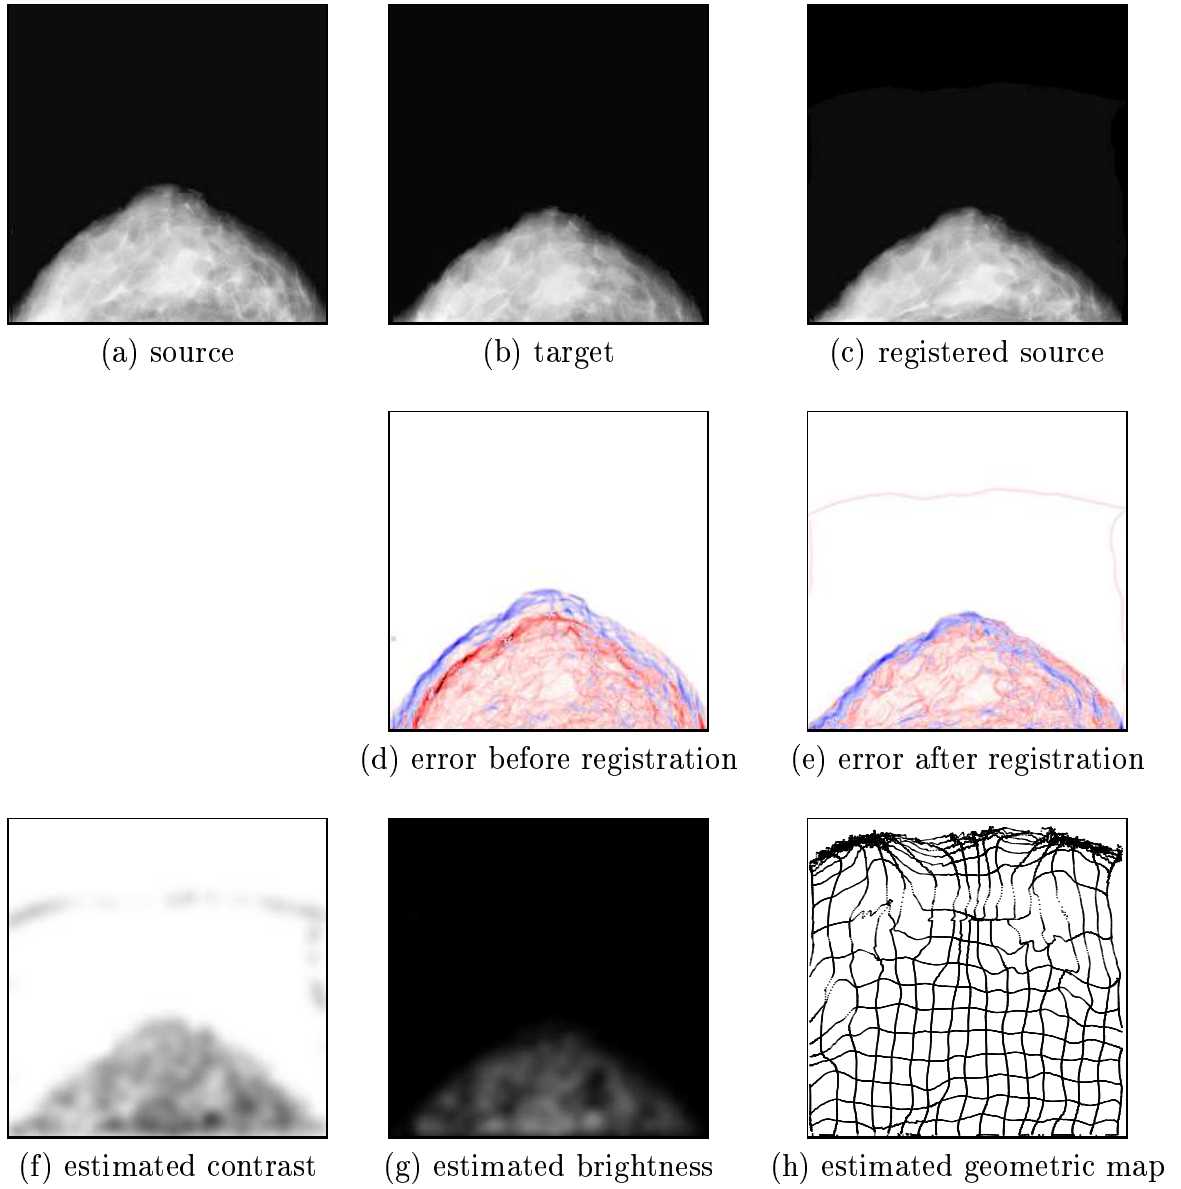 (a) source
(b) target
(c) registered source
(d) error before registration
(e) error after registration
(f) estimated contrast
(g) estimated brightness
(h) estimated geometric map